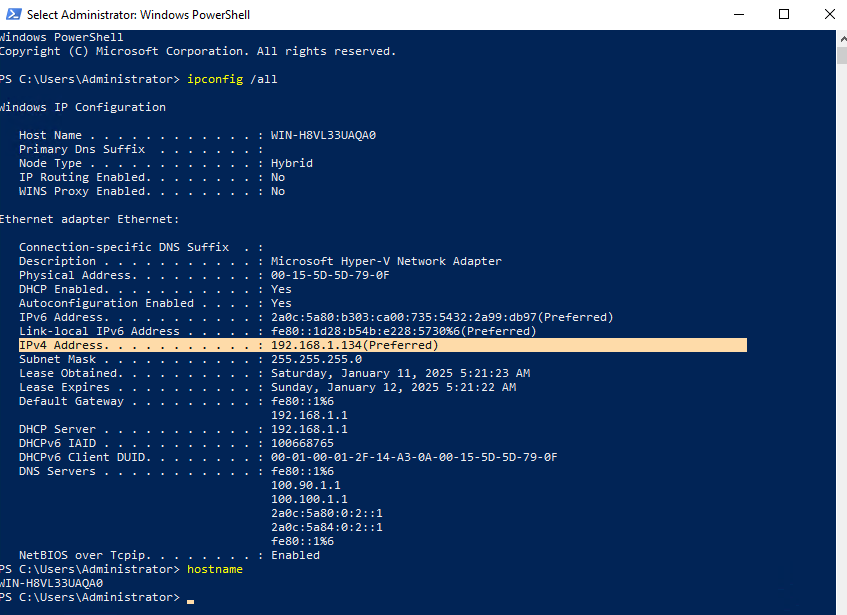 Select Administrator: Windows PowerShell
Windows PowerShell
Copyright (C) Microsoft Corporation. All rights reserved.
PS C:\Users\Administrator> ipconfig /all
Windows IP Configuration
Host Name . . . . . . . . . . . . : WIN-H8VL33UAQA0
Primary Dns Suffix  . . . . . . . :
Node Type . . . . . . . . . . . . : Hybrid
IP Routing Enabled. . . . . . . . : No
WINS Proxy Enabled. . . . . . . . : No
Ethernet adapter Ethernet:
Connection-specific DNS Suffix  . :
Description . . . . . . . . . . . : Microsoft Hyper-V Network Adapter
Physical Address. . . . . . . . . : 00-15-5D-5D-79-0F
DHCP Enabled. . . . . . . . . . . : Yes
Autoconfiguration Enabled . . . . : Yes
IPv6 Address. . . . . . . . . . . : 2a0c:5a80:b303:ca00:735:5432:2a99:db97(Preferred)
Link-local IPv6 Address . . . . . : fe80::1d28:b54b:e228:5730%6(Preferred)
IPv4 Address. . . . . . . . . . . : 192.168.1.134(Preferred)
Subnet Mask . . . . . . . . . . . : 255.255.255.0
Lease Obtained. . . . . . . . . . : Saturday, January 11, 2025 5:21:23 AM
Lease Expires . . . . . . . . . . : Sunday, January 12, 2025 5:21:22 AM
Default Gateway . . . . . . . . . : fe80::1%6
192.168.1.1
DHCP Server . . . . . . . . . . . : 192.168.1.1
DHCPv6 IAID . . . . . . . . . . . : 100668765
DHCPv6 Client DUID. . . . . . . . : 00-01-00-01-2F-14-A3-0A-00-15-5D-5D-79-0F
DNS Servers . . . . . . . . . . . : fe80::1%6
100.90.1.1
100.100.1.1
2a0c:5a80:0:2::1
2a0c:5a84:0:2::1
fe80::1%6
NetBIOS over Tcpip. . . . . . . . : Enabled
PS C:\Users\Administrator> hostname
WIN-H8VL33UAQA0
PS C:\Users\Administrator>